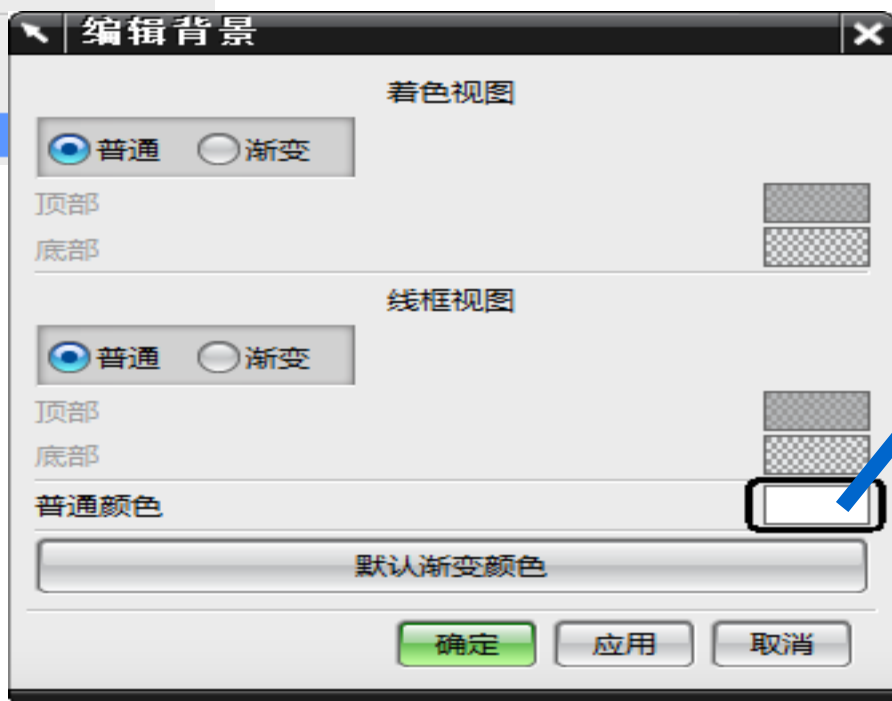 编辑背景
着色视图
普通 渐变
顶部
底部
线框视图
普通 渐变
顶部
底部
普通颜色
默认渐变颜色
确定 应用 取消